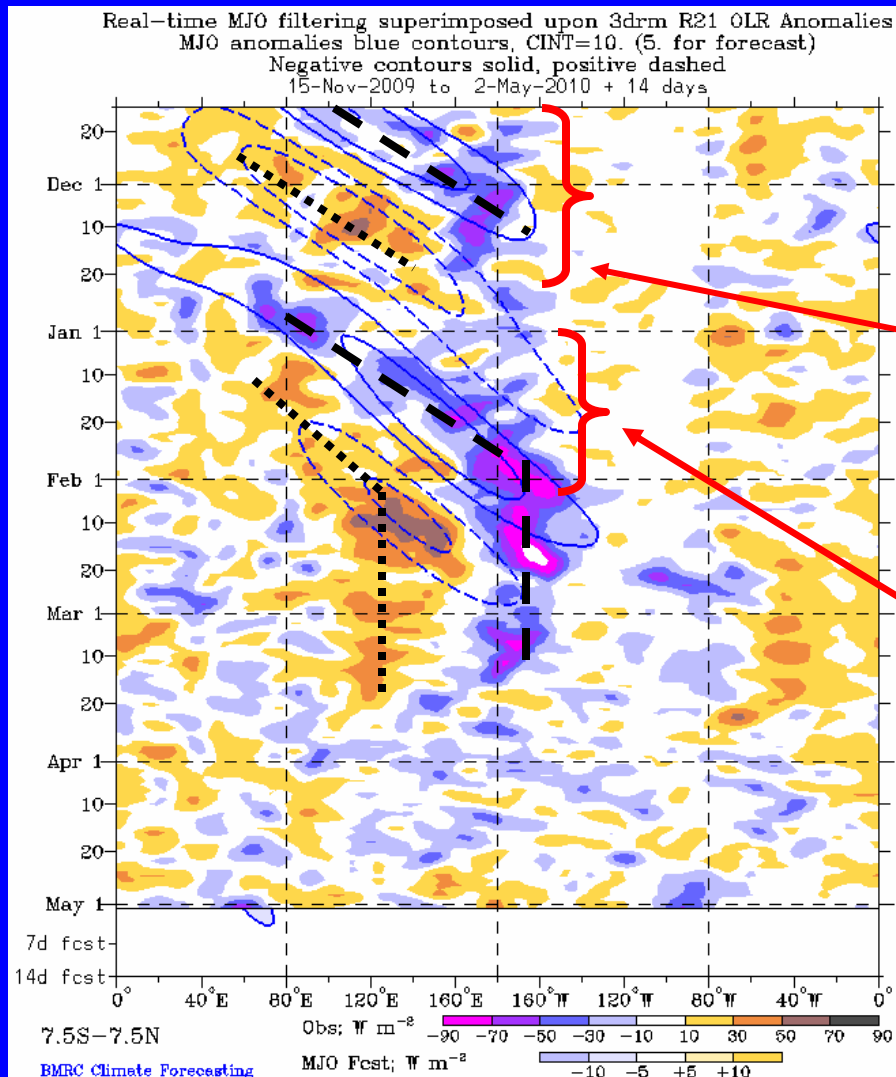 Real-time MJO filtering superimposed upon 3drm R21 OLR Anomalies
MJO anomalies blue contours, CINT=10. (5. for forecast)
Negative contours solid, positive dashed
15-Nov-2009 to 2-May-2010 + 14 days
20
Dec 1
10
20
Jan 1
10
20
Feb 1
10
20
Mar 1
10
20
Apr 1
10
20
May 1
7d fcst
14d fcst
0° 40°E 80°E 120°E 160°E 160°W 120°W 80°W 40°W 0°
7.5S-7.5N
Obs; W m⁻²
-90 -70 -50 -30 -10 10 30 50 70 90
MJO Fcst; W m⁻²
-10 -5 +5 +10
BMRC Climate Forecasting